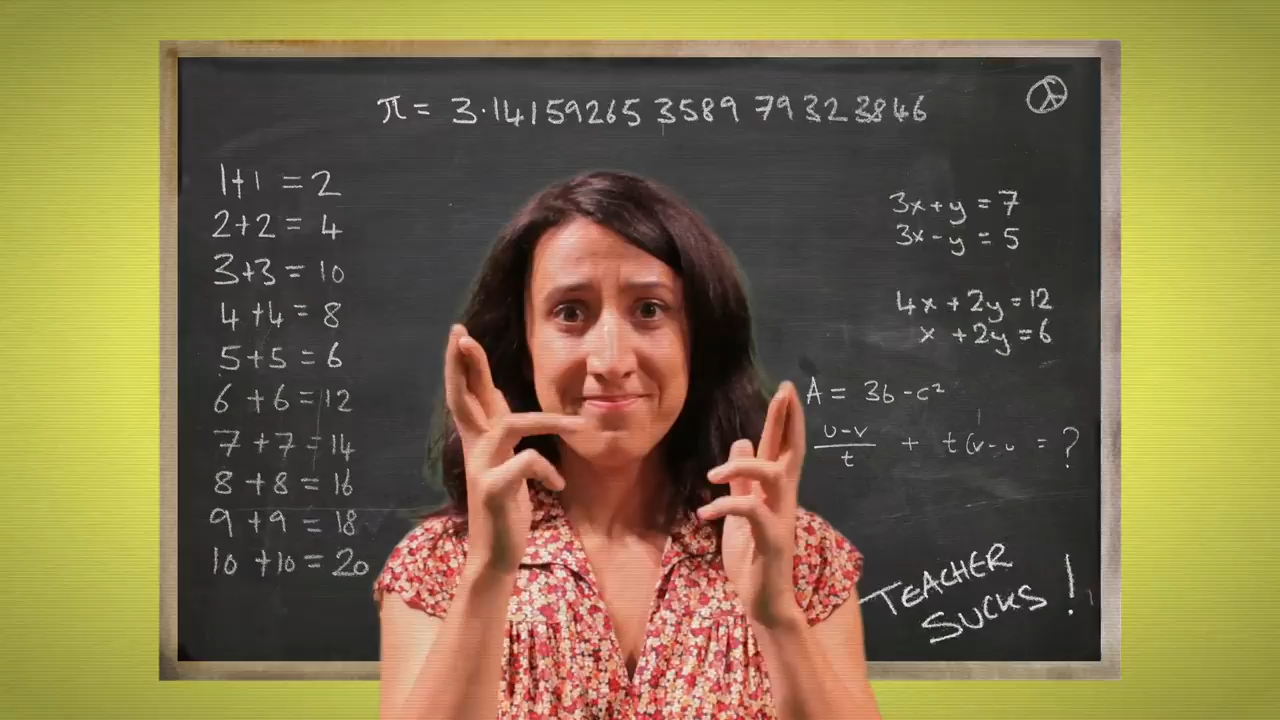 π = 3.14159265 3589 79 32 3846
1+1 = 2
2+2 = 4
3+3 = 10
4+4 = 8
5+5 = 6
6+6 = 12
7+7 = 14
8+8 = 16
9+9 = 18
10+10 = 20
3x+y = 7
3x-y = 5
4x+2y=12
x+2y=6
A = 3b-c²
u-v
t
+ t(v-u = ?
TEACHER
SUCKS!